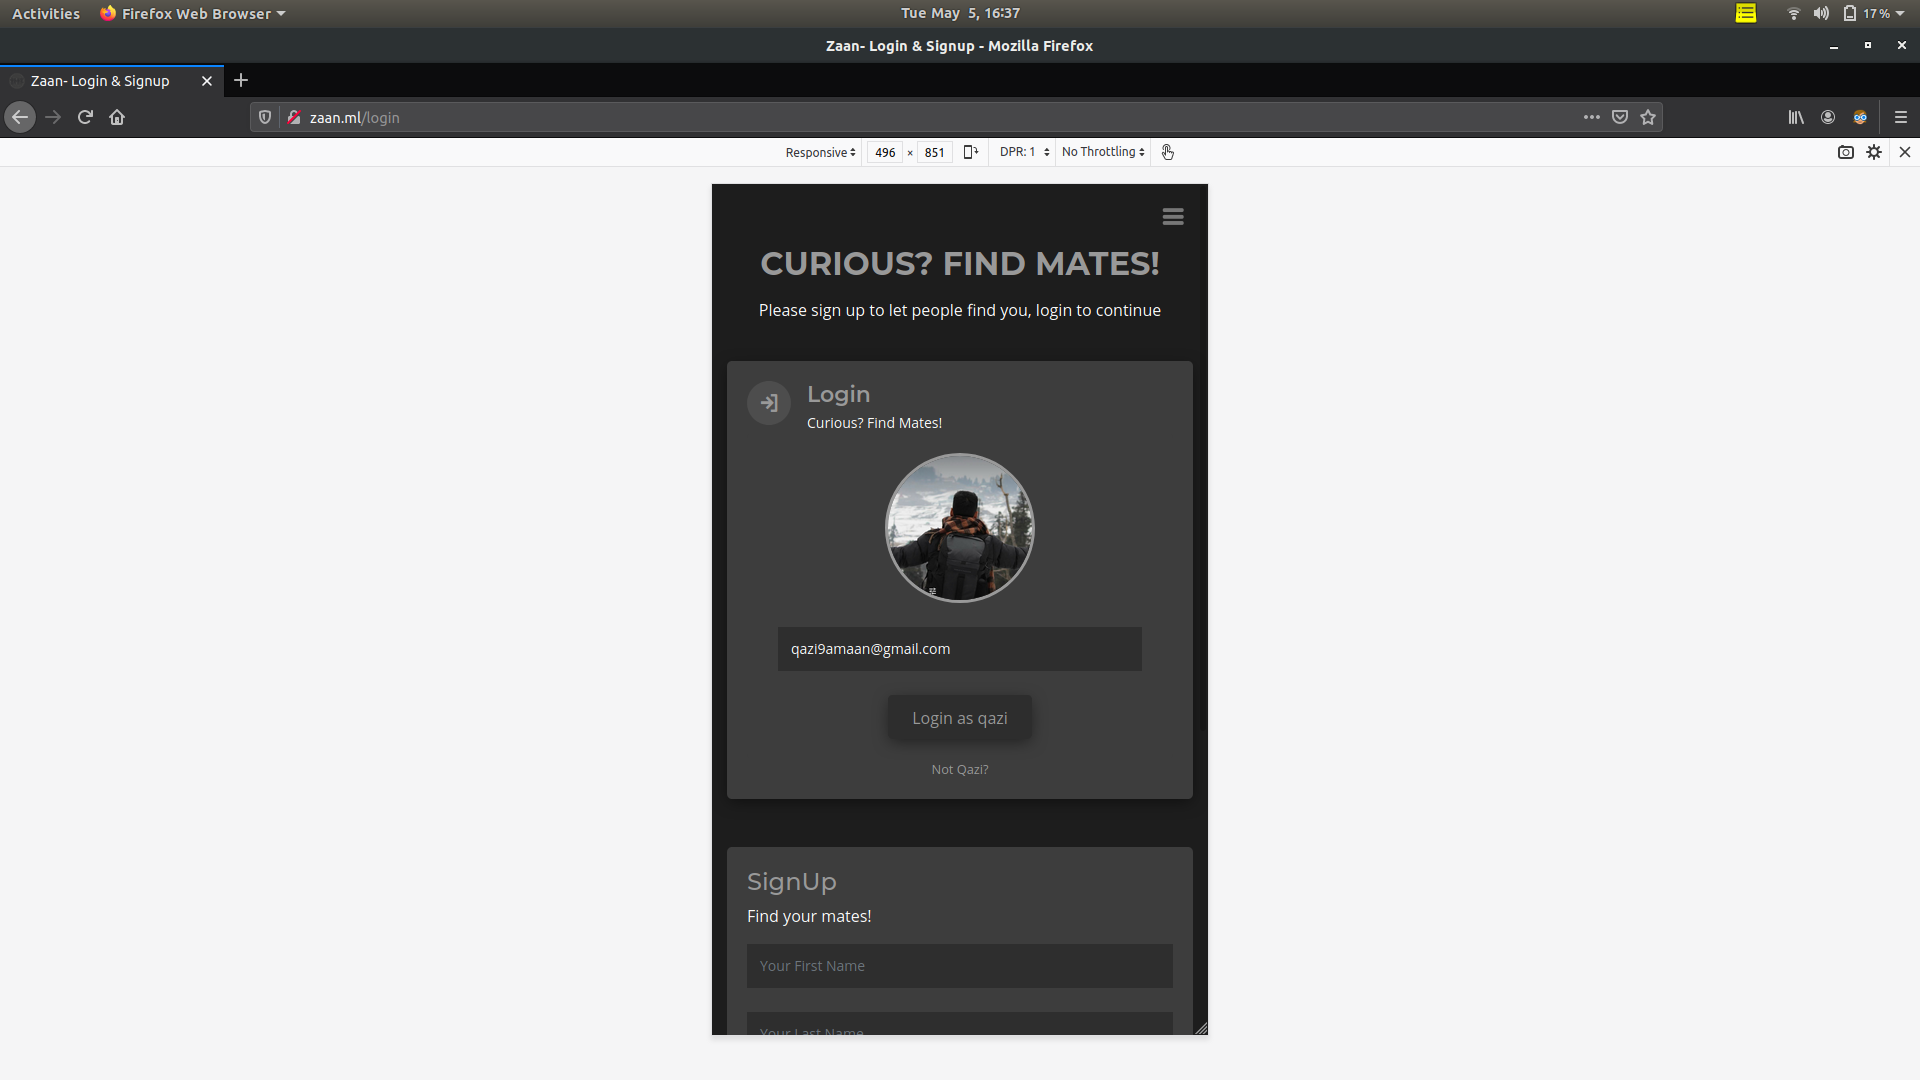 Activities
Firefox Web Browser
Tue May 5, 16:37
17 %
Zaan- Login & Signup - Mozilla Firefox
Zaan- Login & Signup
zaan.ml/login
Responsive
496 × 851
DPR: 1
No Throttling
CURIOUS? FIND MATES!
Please sign up to let people find you, login to continue
Login
Curious? Find Mates!
qazi9amaan@gmail.com
Login as qazi
Not Qazi?
SignUp
Find your mates!
Your First Name
Your Last Name